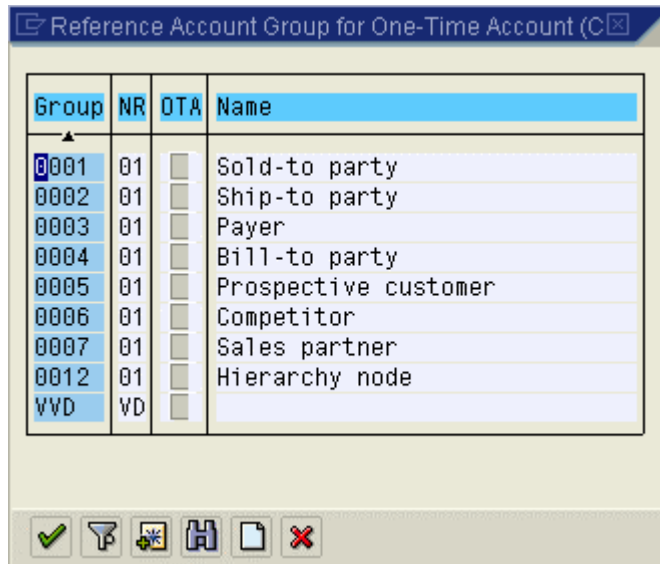 Reference Account Group for One-Time Account (C
Group NR OTA Name
0001 01 Sold-to party
0002 01 Ship-to party
0003 01 Payer
0004 01 Bill-to party
0005 01 Prospective customer
0006 01 Competitor
0007 01 Sales partner
0012 01 Hierarchy node
VVD VD